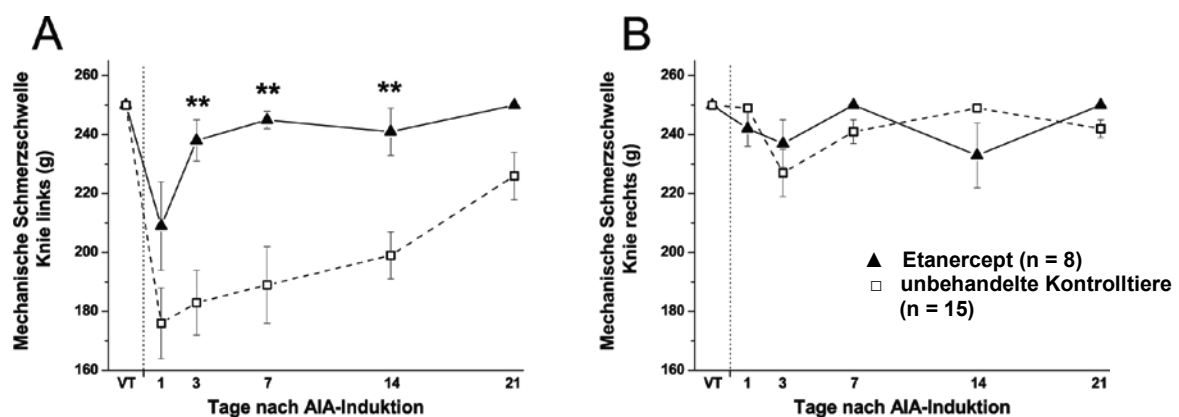 A
Mechanische Schmerzschwelle
Knie links (g)
260
240
220
200
180
160
**
**
**
VT
1
3
7
14
21
Tage nach AIA-Induktion
B
Mechanische Schmerzschwelle
Knie rechts (g)
260
240
220
200
180
160
Etanercept (n = 8)
unbehandelte Kontrolltiere
(n = 15)
VT
1
3
7
14
21
Tage nach AIA-Induktion